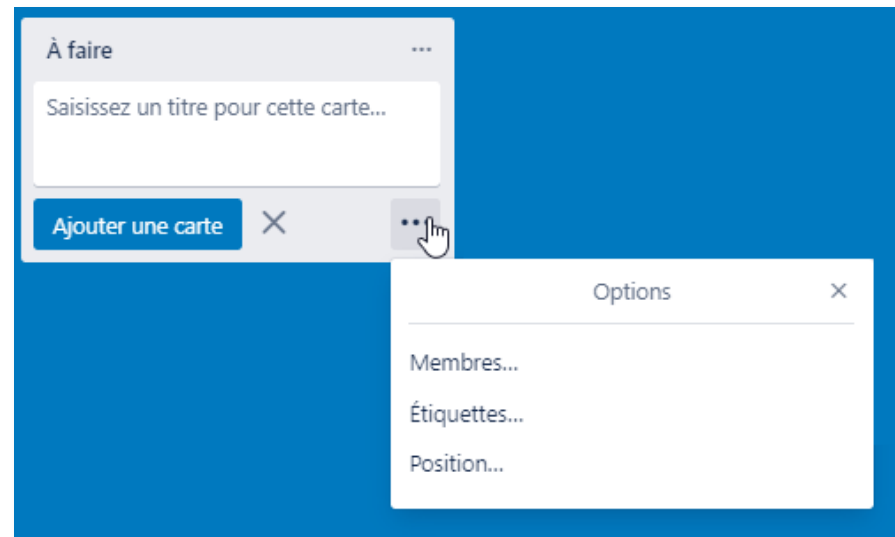 À faire
Saisissez un titre pour cette carte...
Ajouter une carte
Options
Membres...
Étiquettes...
Position...